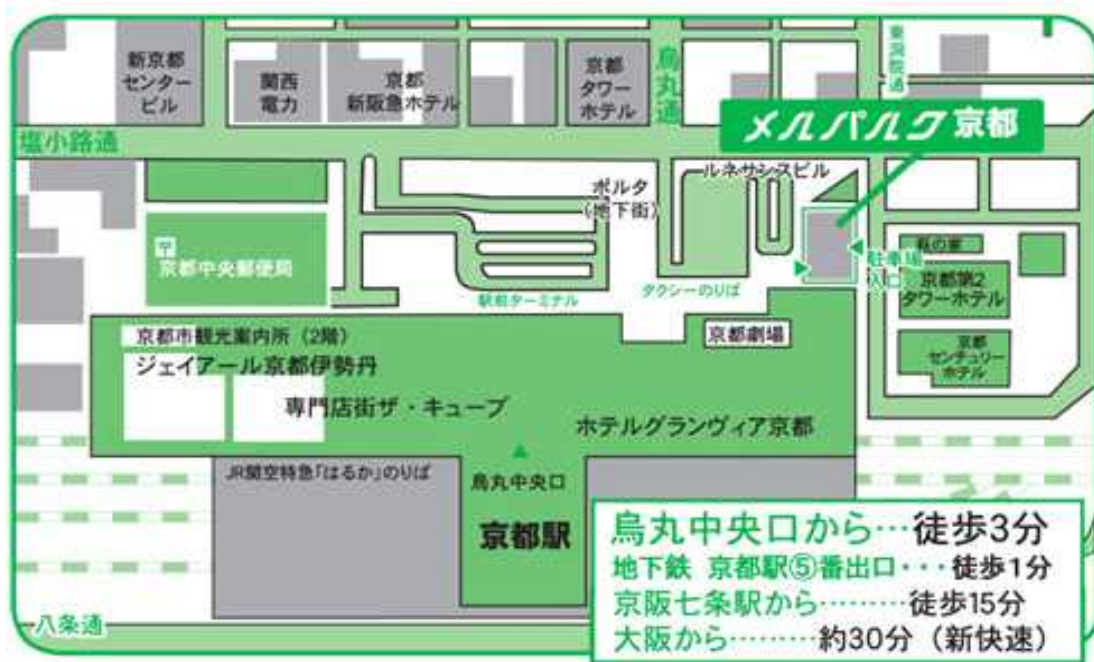 新京都
センター
ビル
関西
電力
京都
新阪急ホテル
京都
タワー
ホテル
烏丸通
東洞院通
メルパルク京都
塩小路通
ルネサンスビル
ポルタ
(地下街)
〒
京都中央郵便局
駅前ターミナル
タクシーのりば
駐車場
入口
萩の家
京都第2
タワーホテル
京都
センチュリー
ホテル
京都劇場
京都市観光案内所(2階)
ジェイアール京都伊勢丹
専門店街ザ・キューブ
ホテルグランヴィア京都
JR関空特急「はるか」のりば
烏丸中央口
京都駅
八条通
烏丸中央口から…徒歩3分
地下鉄 京都駅⑤番出口・・・徒歩1分
京阪七条駅から………徒歩15分
大阪から………約30分(新快速)